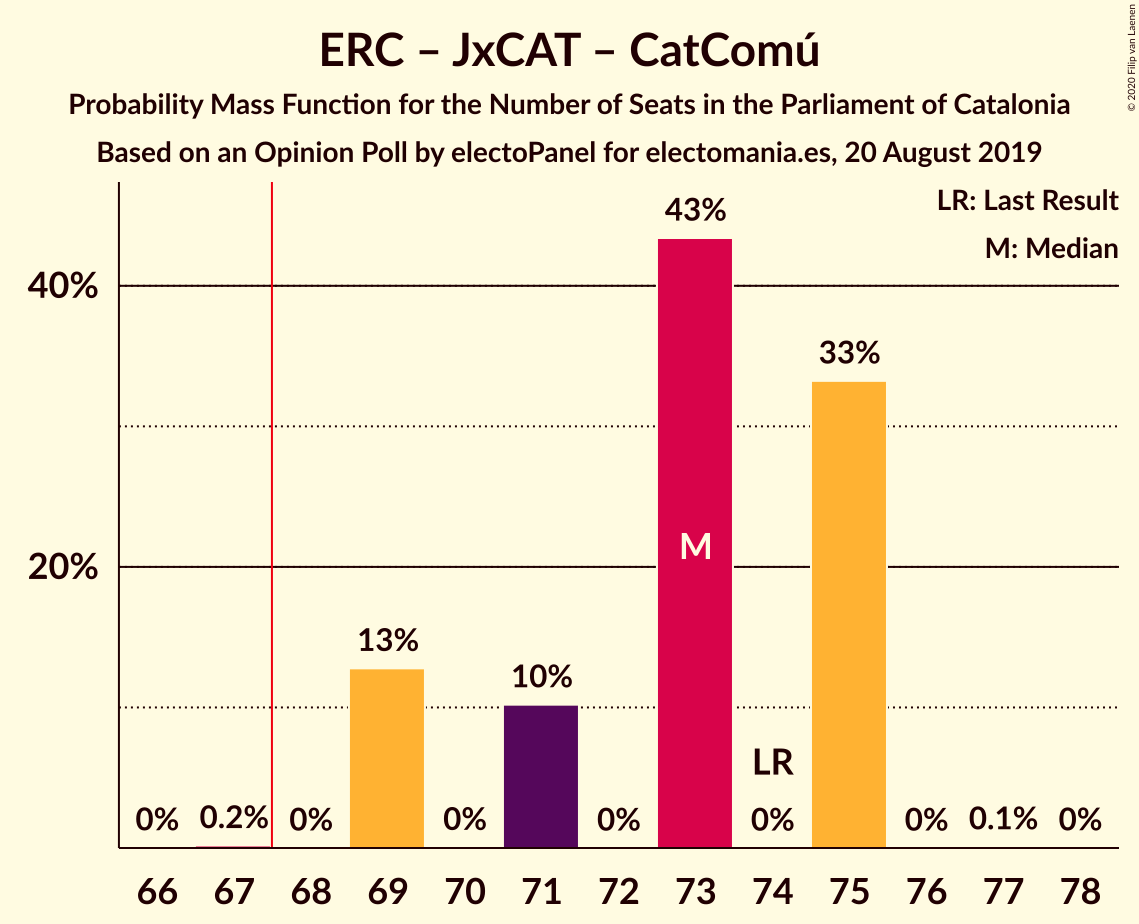 ERC – JxCAT – CatComú
Probability Mass Function for the Number of Seats in the Parliament of Catalonia
Based on an Opinion Poll by electoPanel for electomania.es, 20 August 2019
© 2020 Filip van Laenen
LR: Last Result
M: Median
43%
40%
33%
M
20%
13%
10%
LR
0% 0.2% 0% 0% 0% 0% 0% 0.1% 0%
66 67 68 69 70 71 72 73 74 75 76 77 78